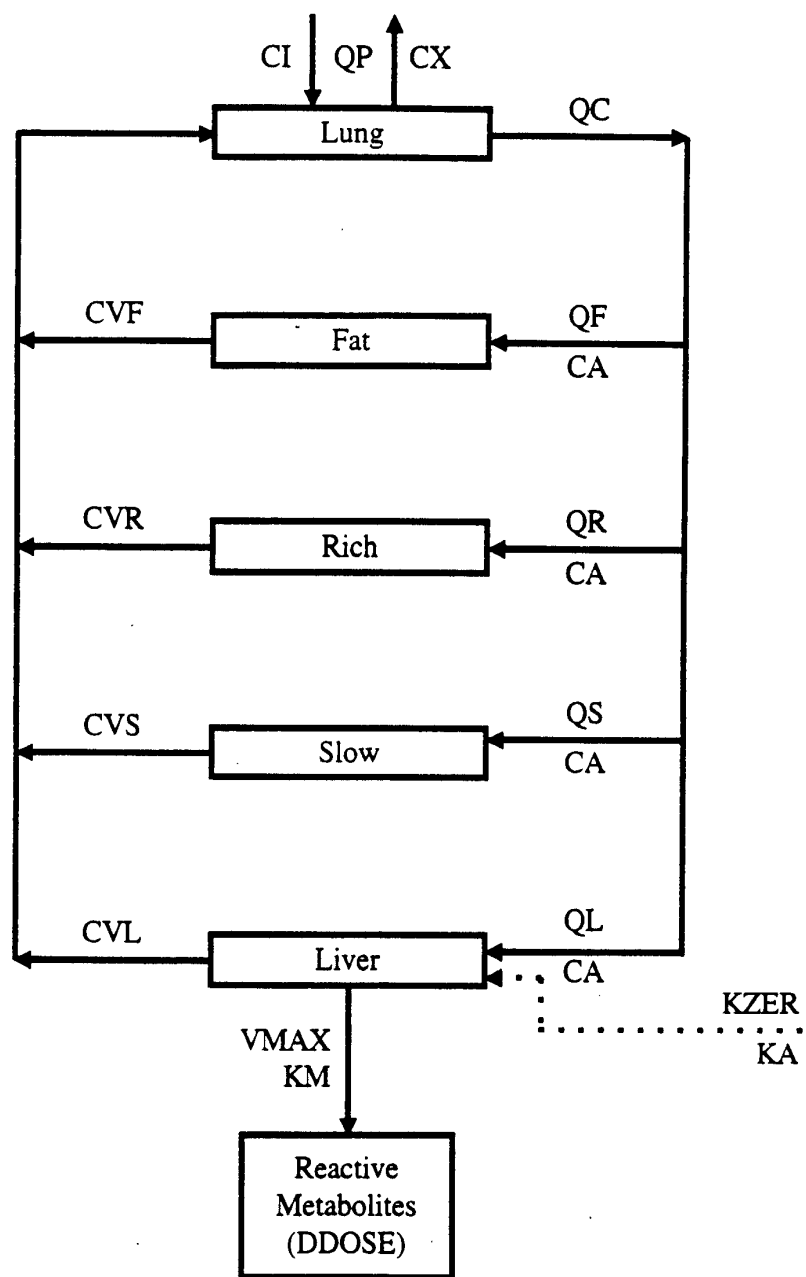 CI QP CX
Lung
QC
CVF
Fat
QF
CA
CVR
Rich
QR
CA
CVS
Slow
QS
CA
CVL
Liver
QL
CA
KZER
KA
VMAX
KM
Reactive
Metabolites
(DDOSE)